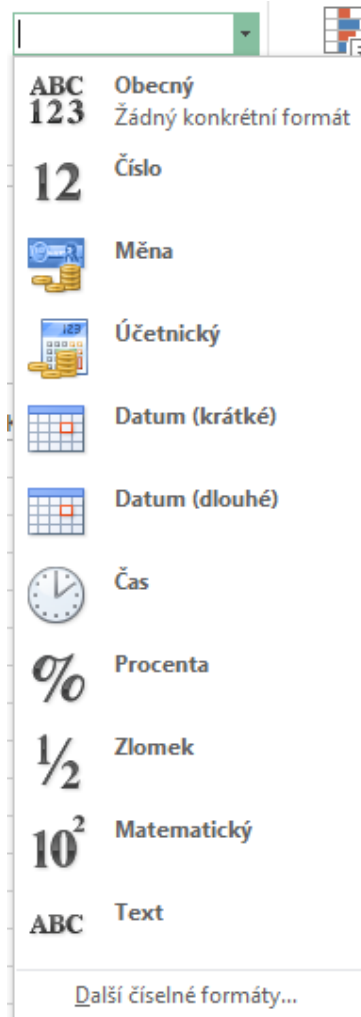 ABC
123
Obecný
Žádný konkrétní formát
12
Číslo
Měna
123
Účetnický
Datum (krátké)
Datum (dlouhé)
Čas
%
Procenta
½
Zlomek
10²
Matematický
ABC
Text
Další číselné formáty...